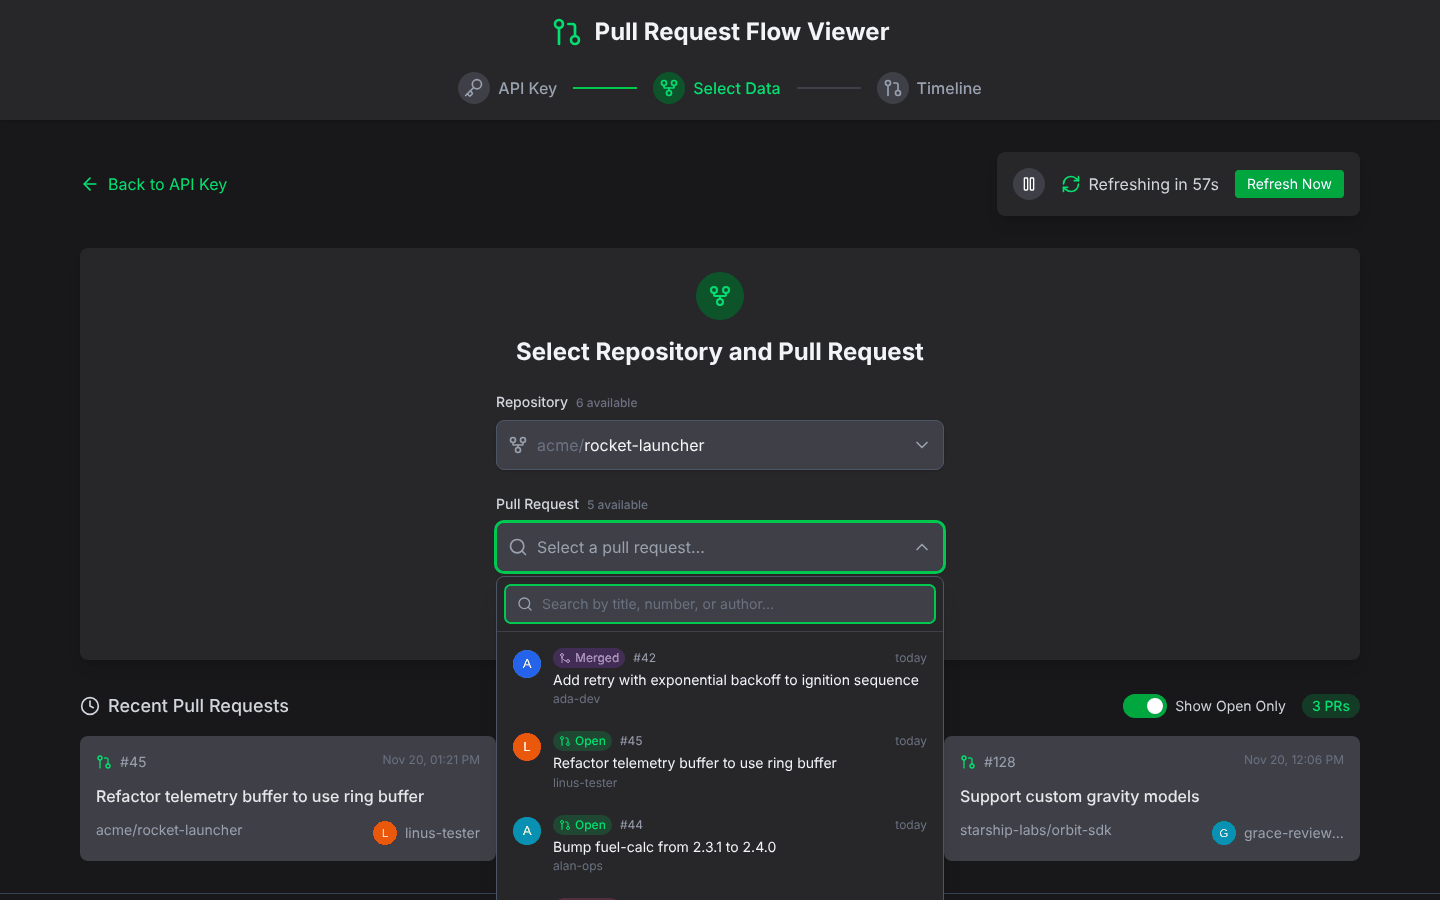 Pull Request Flow Viewer
API Key
Select Data
Timeline
Back to API Key
Refreshing in 57s
Refresh Now
Select Repository and Pull Request
Repository 6 available
acme/rocket-launcher
Pull Request 5 available
Select a pull request...
Search by title, number, or author...
A Merged #42 today
Add retry with exponential backoff to ignition sequence
ada-dev
L Open #45 today
Refactor telemetry buffer to use ring buffer
linus-tester
A Open #44 today
Bump fuel-calc from 2.3.1 to 2.4.0
alan-ops
Recent Pull Requests
Show Open Only
3 PRs
#45 Nov 20, 01:21 PM
Refactor telemetry buffer to use ring buffer
acme/rocket-launcher
L linus-tester
#128 Nov 20, 12:06 PM
Support custom gravity models
starship-labs/orbit-sdk
G grace-review...